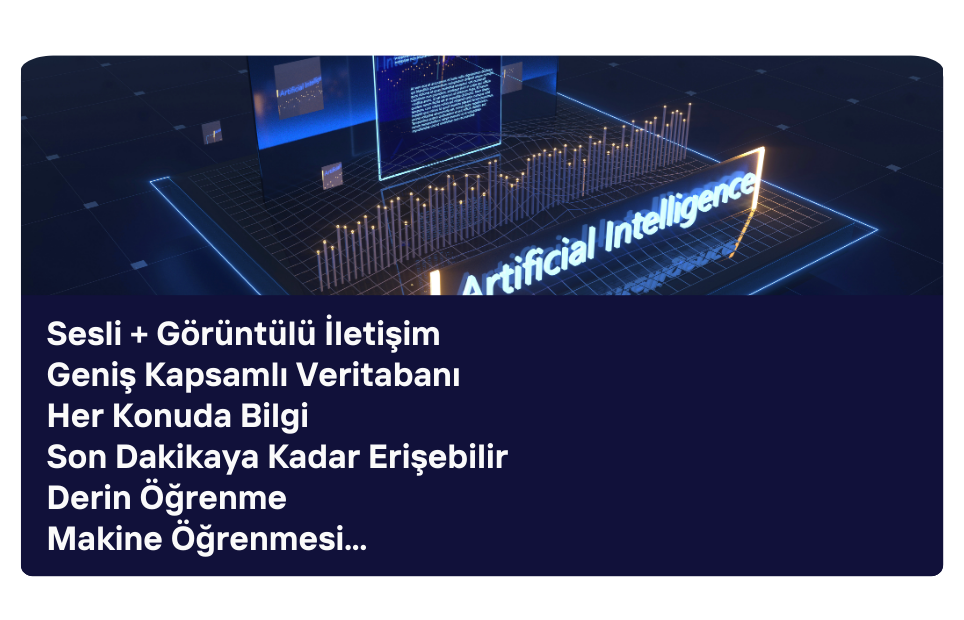 Artificial Intelligence
Sesli + Görüntülü İletişim
Geniş Kapsamlı Veritabanı
Her Konuda Bilgi
Son Dakikaya Kadar Erişebilir
Derin Öğrenme
Makine Öğrenmesi...